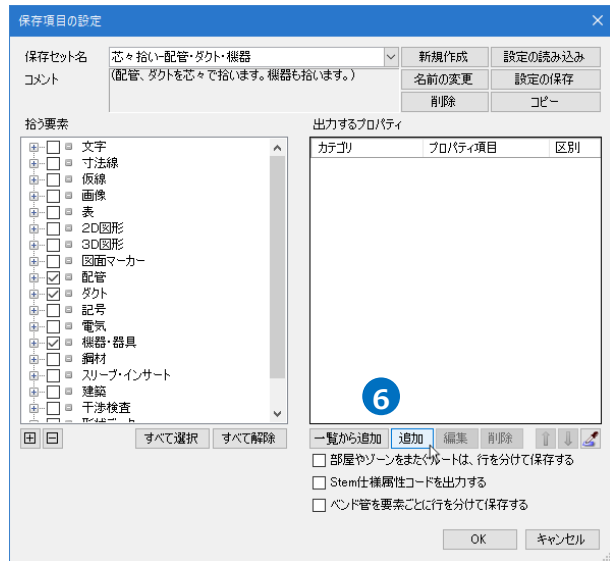 保存項目の設定
保存セット名
芯々拾い-配管・ダクト・機器
新規作成
設定の読み込み
コメント
(配管、ダクトを芯々で拾います。機器も拾います。)
名前の変更
設定の保存
削除
コピー
拾う要素
出力するプロパティ
カテゴリ
プロパティ項目
区別
文字
寸法線
仮線
画像
表
2D図形
3D図形
図面マーカー
配管
ダクト
記号
電気
機器・器具
鋼材
スリーブ・インサート
建築
干渉検査
6
すべて選択
すべて解除
一覧から追加
追加
編集
削除
部屋やゾーンをまたぐルートは、行を分けて保存する
Stem仕様属性コードを出力する
ベンド管を要素ごとに行を分けて保存する
OK
キャンセル